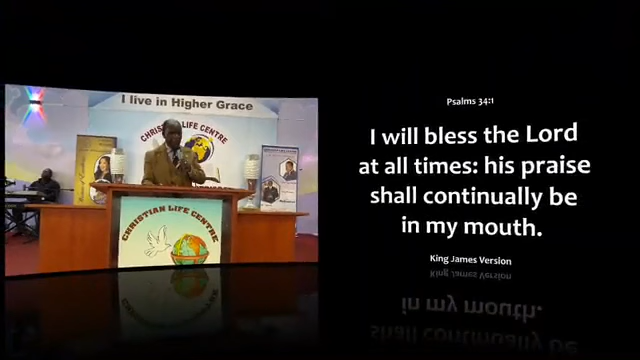 I live in Higher Grace
CHRISTIAN LIFE CENTRE
CHRISTIAN LIFE CENTRE
Psalms 34:1
I will bless the Lord
at all times: his praise
shall continually be
in my mouth.
King James Version